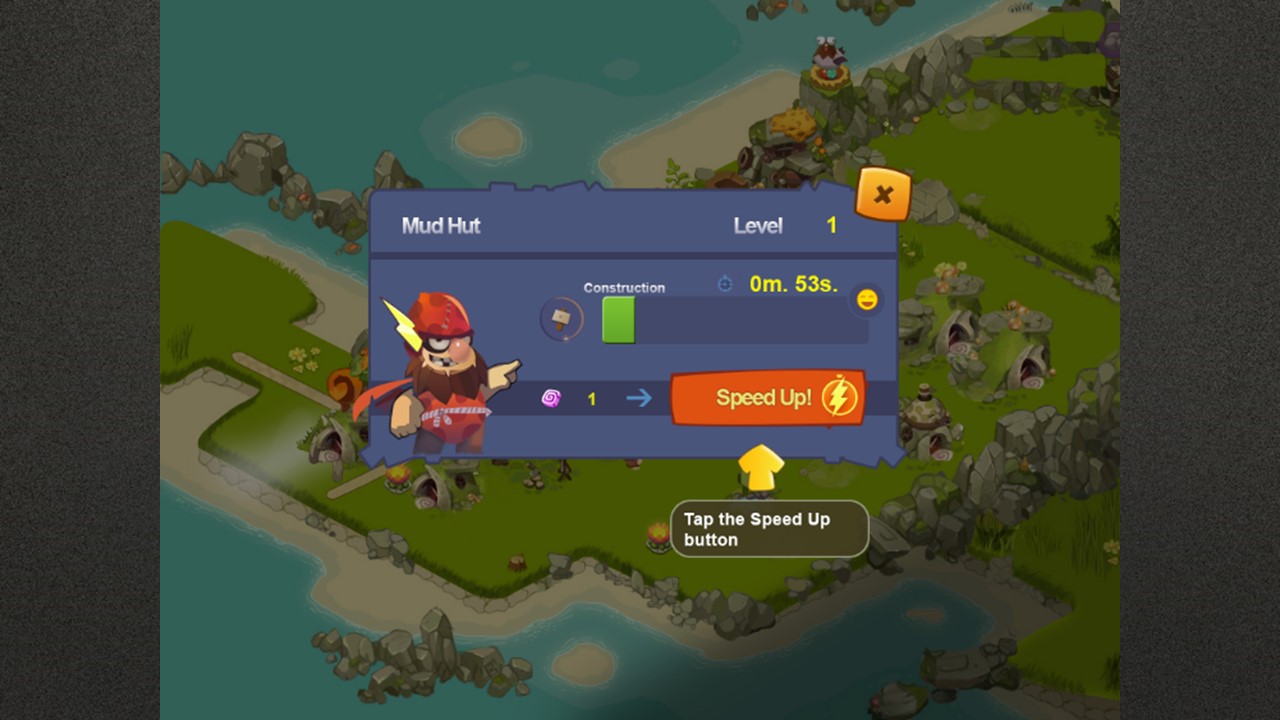 Mud Hut
Level 1
Construction
0m. 53s.
1
Speed Up!
Tap the Speed Up
button